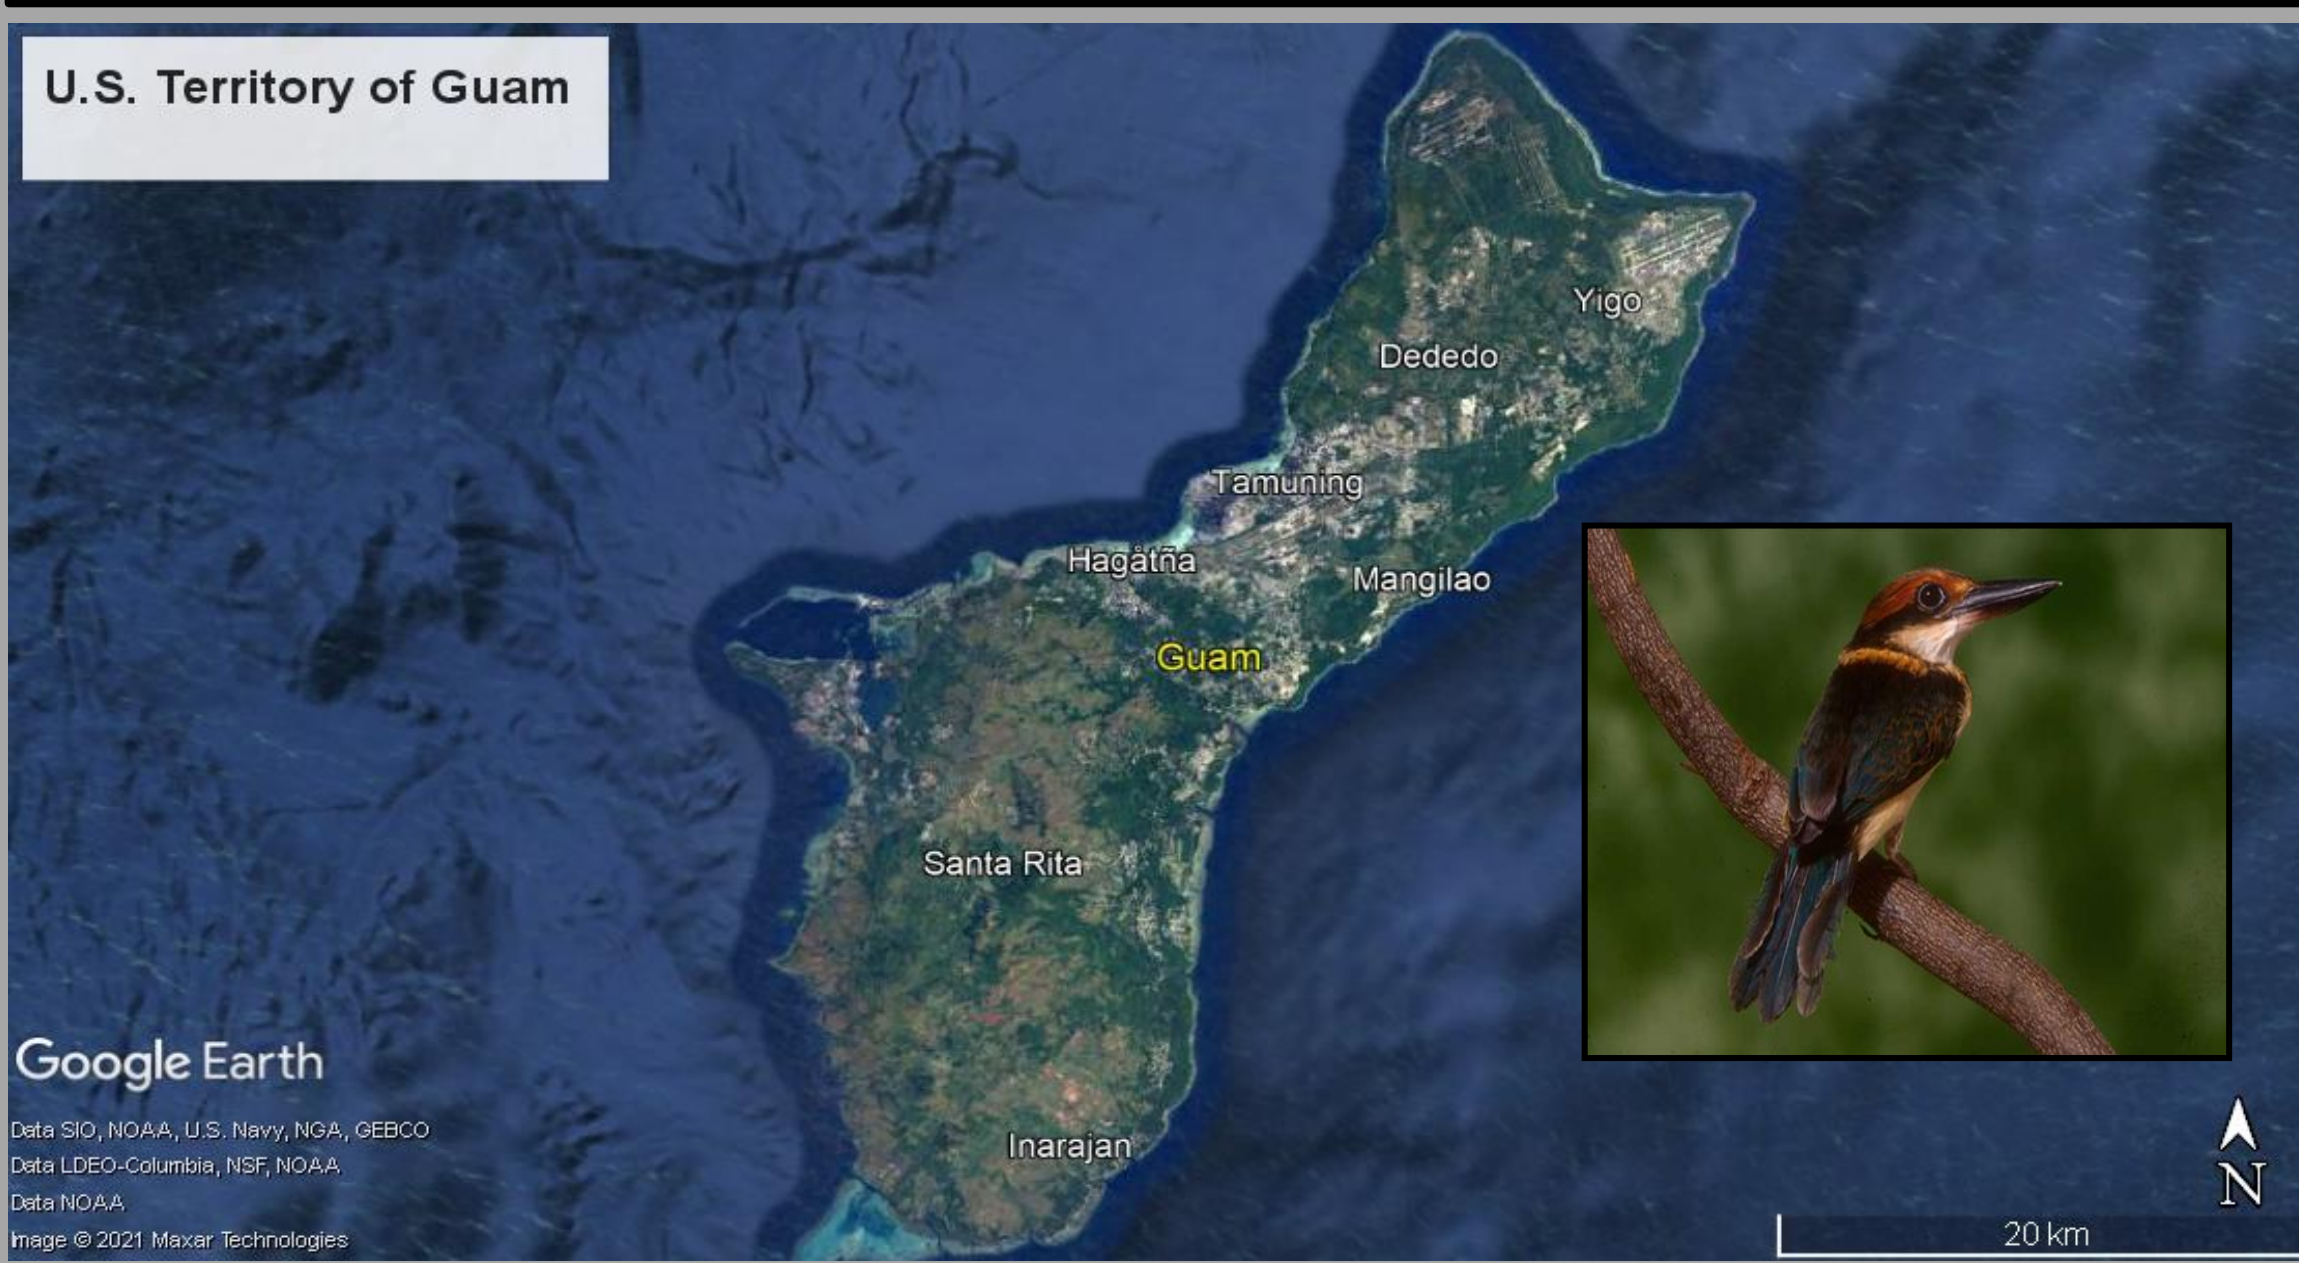 U.S. Territory of Guam
Yigo
Dededo
Tamuning
Hagåtña
Mangilao
Guam
Santa Rita
Inarajan
Google Earth
Data SIO, NOAA, U.S. Navy, NGA, GEBCO
Data LDEO-Columbia, NSF, NOAA
Data NOAA
Image © 2021 Maxar Technologies
N
20 km